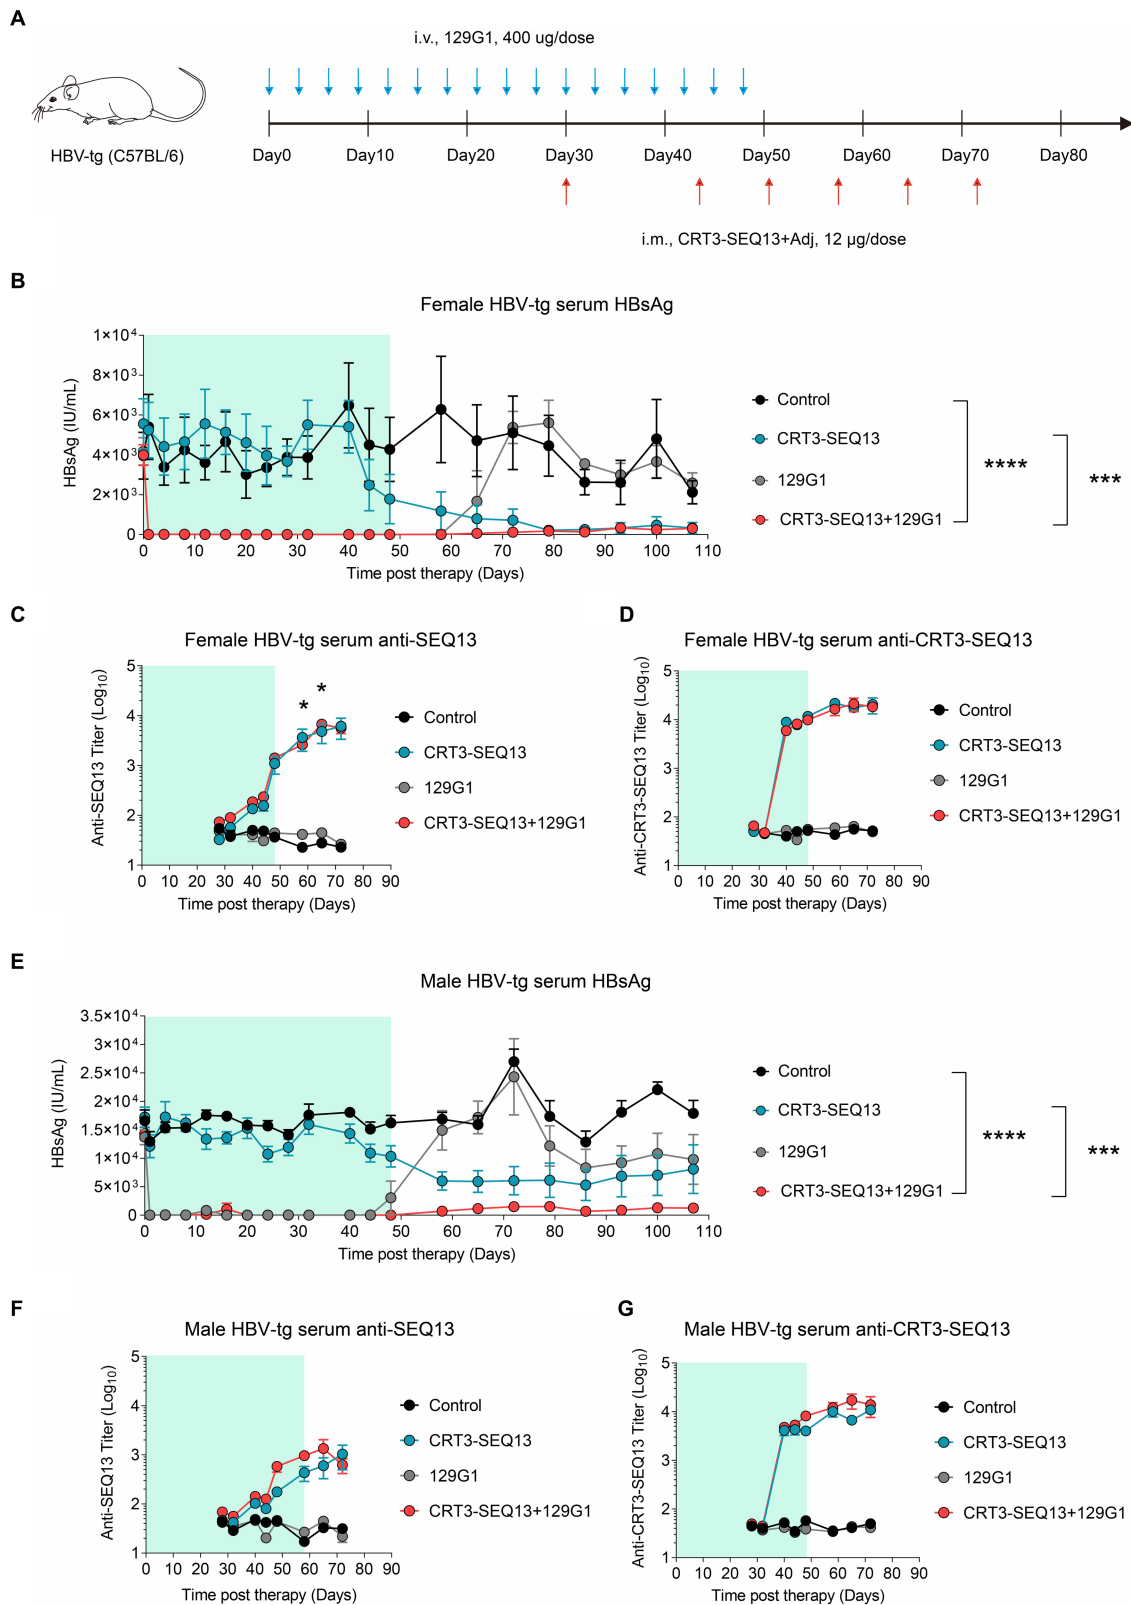 A
i.v., 129G1, 400 ug/dose
HBV-tg (C57BL/6)
Day0 Day10 Day20 Day30 Day40 Day50 Day60 Day70 Day80
i.m., CRT3-SEQ13+Adj, 12 µg/dose
B
Female HBV-tg serum HBsAg
HBsAg (IU/mL)
1×10⁴
8×10³
6×10³
4×10³
2×10³
0
0 10 20 30 40 50 60 70 80 90 100 110
Time post therapy (Days)
Control
CRT3-SEQ13
129G1
CRT3-SEQ13+129G1
****
***
C
Female HBV-tg serum anti-SEQ13
Anti-SEQ13 Titer (Log₁₀)
5
4
3
2
1
* *
0 10 20 30 40 50 60 70 80 90
Time post therapy (Days)
Control
CRT3-SEQ13
129G1
CRT3-SEQ13+129G1
D
Female HBV-tg serum anti-CRT3-SEQ13
Anti-CRT3-SEQ13 Titer (Log₁₀)
5
4
3
2
1
0 10 20 30 40 50 60 70 80 90
Time post therapy (Days)
Control
CRT3-SEQ13
129G1
CRT3-SEQ13+129G1
E
Male HBV-tg serum HBsAg
HBsAg (IU/mL)
3.5×10⁴
3×10⁴
2.5×10⁴
2×10⁴
1.5×10⁴
1×10⁴
5×10³
0
0 10 20 30 40 50 60 70 80 90 100 110
Time post therapy (Days)
Control
CRT3-SEQ13
129G1
CRT3-SEQ13+129G1
****
***
F
Male HBV-tg serum anti-SEQ13
Anti-SEQ13 Titer (Log₁₀)
5
4
3
2
1
0 10 20 30 40 50 60 70 80 90
Time post therapy (Days)
Control
CRT3-SEQ13
129G1
CRT3-SEQ13+129G1
G
Male HBV-tg serum anti-CRT3-SEQ13
Anti-CRT3-SEQ13 Titer (Log₁₀)
5
4
3
2
1
0 10 20 30 40 50 60 70 80 90
Time post therapy (Days)
Control
CRT3-SEQ13
129G1
CRT3-SEQ13+129G1